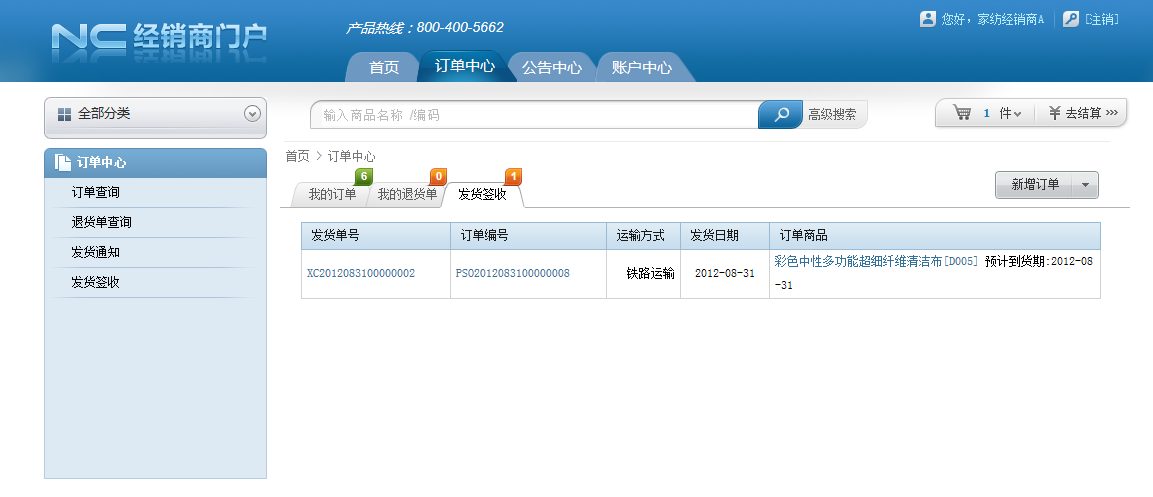 NC 经销商门户
产品热线：800-400-5662
您好，家纺经销商A
[注销]
首页
订单中心
公告中心
账户中心
全部分类
输入商品名称 /编码
高级搜索
1 件
去结算
订单中心
订单查询
退货单查询
发货通知
发货签收
首页 > 订单中心
我的订单 6
我的退货单 0
发货签收 1
新增订单
发货单号 订单编号 运输方式 发货日期 订单商品
XC2012083100000002 PSO2012083100000008 铁路运输 2012-08-31 彩色中性多功能超细纤维清洁布[D005] 预计到货期:2012-08
-31